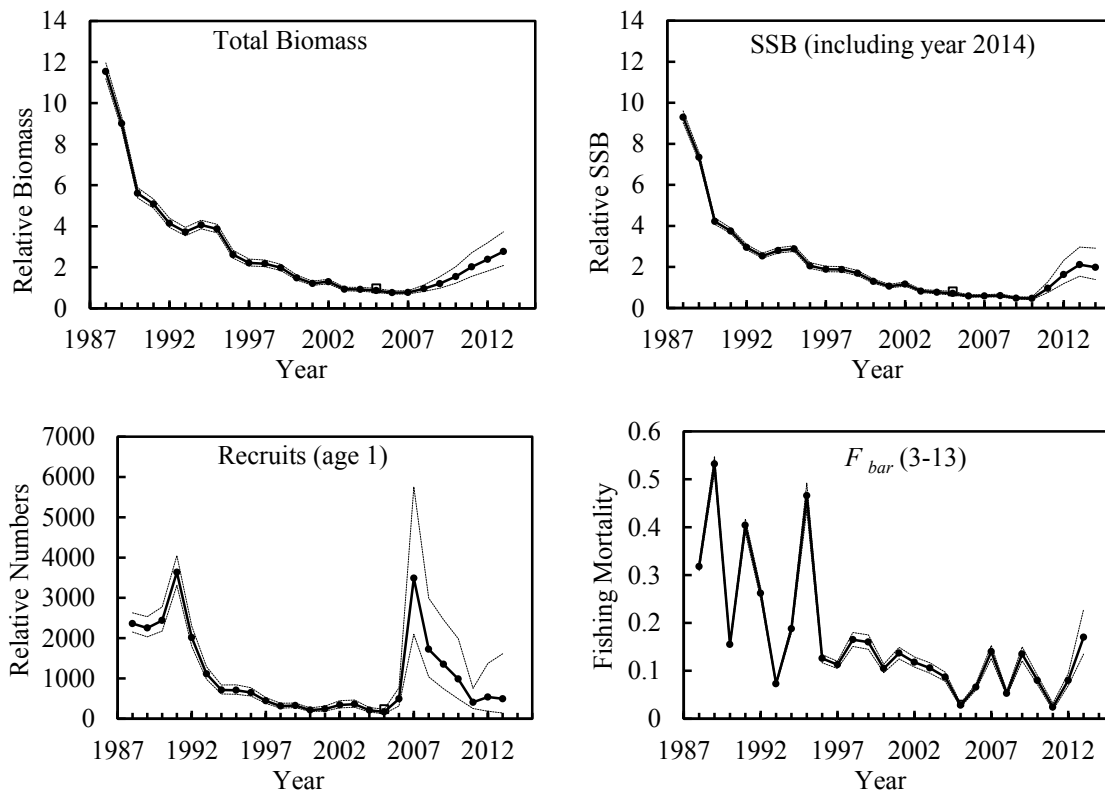 Total Biomass
14
12
10
8
6
4
2
0
Relative Biomass
1987 1992 1997 2002 2007 2012
Year
SSB (including year 2014)
14
12
10
8
6
4
2
0
Relative SSB
1987 1992 1997 2002 2007 2012
Year
Recruits (age 1)
7000
6000
5000
4000
3000
2000
1000
0
Relative Numbers
1987 1992 1997 2002 2007 2012
Year
F bar (3-13)
0.6
0.5
0.4
0.3
0.2
0.1
0
Fishing Mortality
1987 1992 1997 2002 2007 2012
Year